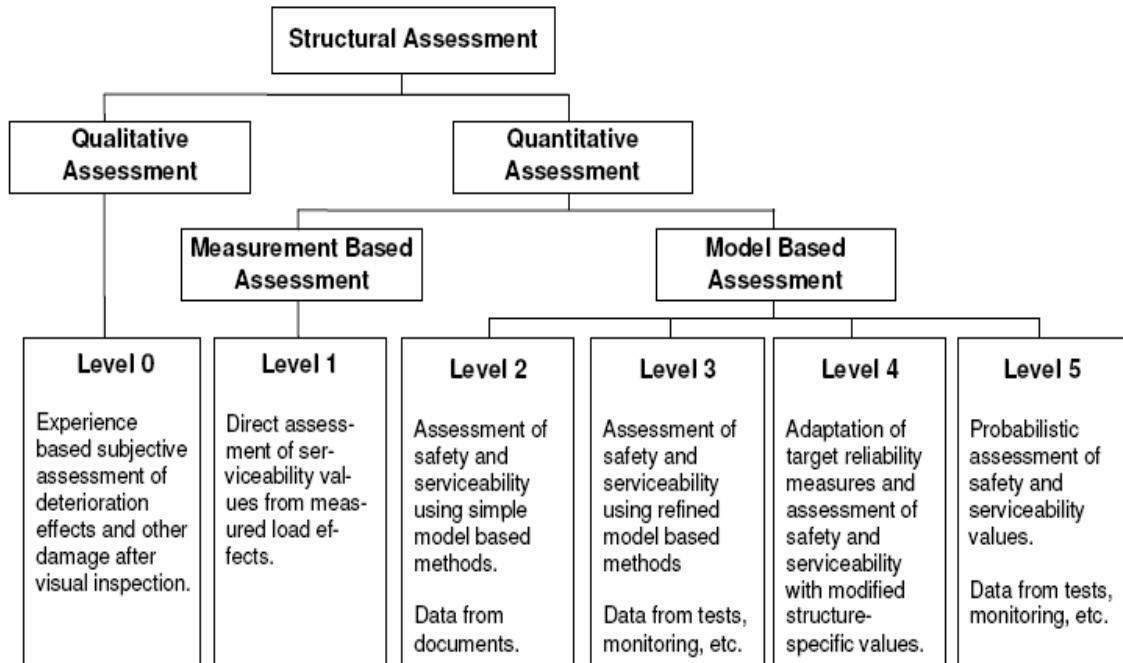 Structural Assessment
Qualitative
Assessment
Quantitative
Assessment
Measurement Based
Assessment
Model Based
Assessment
Level 0
Experience
based subjective
assessment of
deterioration
effects and other
damage after
visual inspection.
Level 1
Direct assess-
ment of ser-
viceability val-
ues from meas-
ured load ef-
fects.
Level 2
Assessment of
safety and
serviceability
using simple
model based
methods.
Data from
documents.
Level 3
Assessment of
safety and
serviceability
using refined
model based
methods
Data from tests,
monitoring, etc.
Level 4
Adaptation of
target reliability
measures and
assessment of
safety and
serviceability
with modified
structure-
specific values.
Level 5
Probabilistic
assessment of
safety and
serviceability
values.
Data from tests,
monitoring, etc.